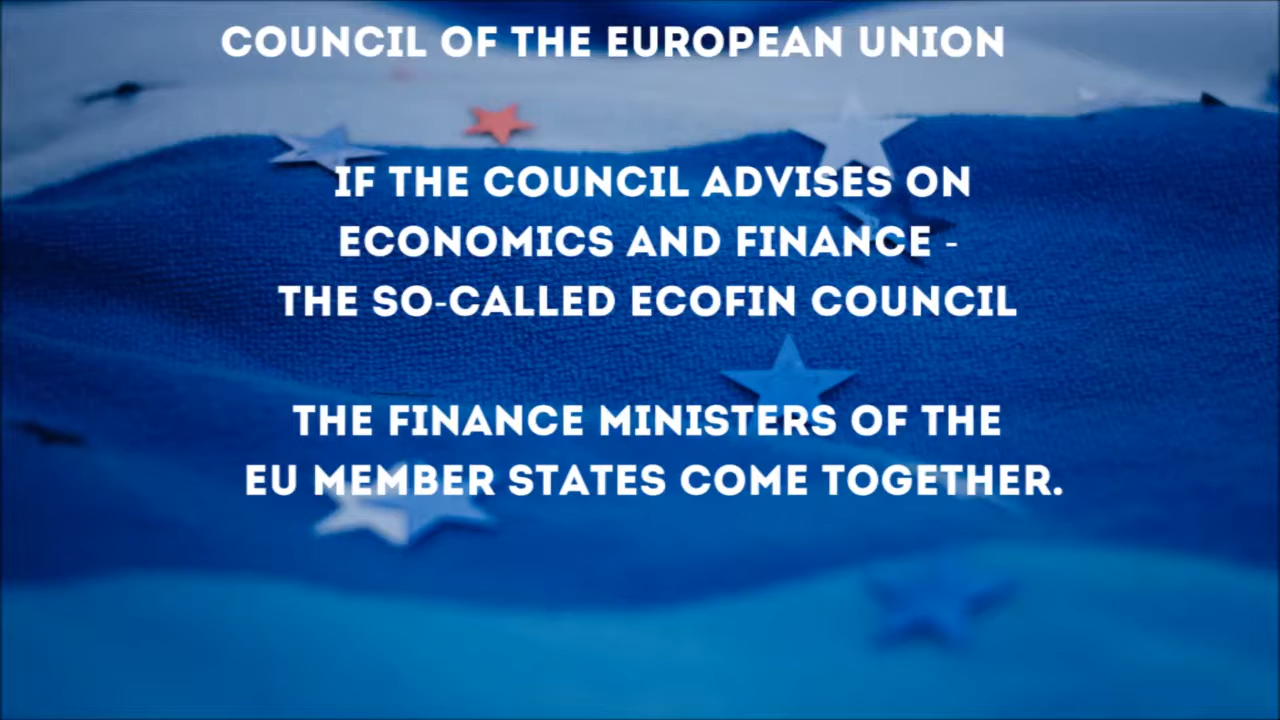 COUNCIL OF THE EUROPEAN UNION
IF THE COUNCIL ADVISES ON
ECONOMICS AND FINANCE -
THE SO-CALLED ECOFIN COUNCIL
THE FINANCE MINISTERS OF THE
EU MEMBER STATES COME TOGETHER.